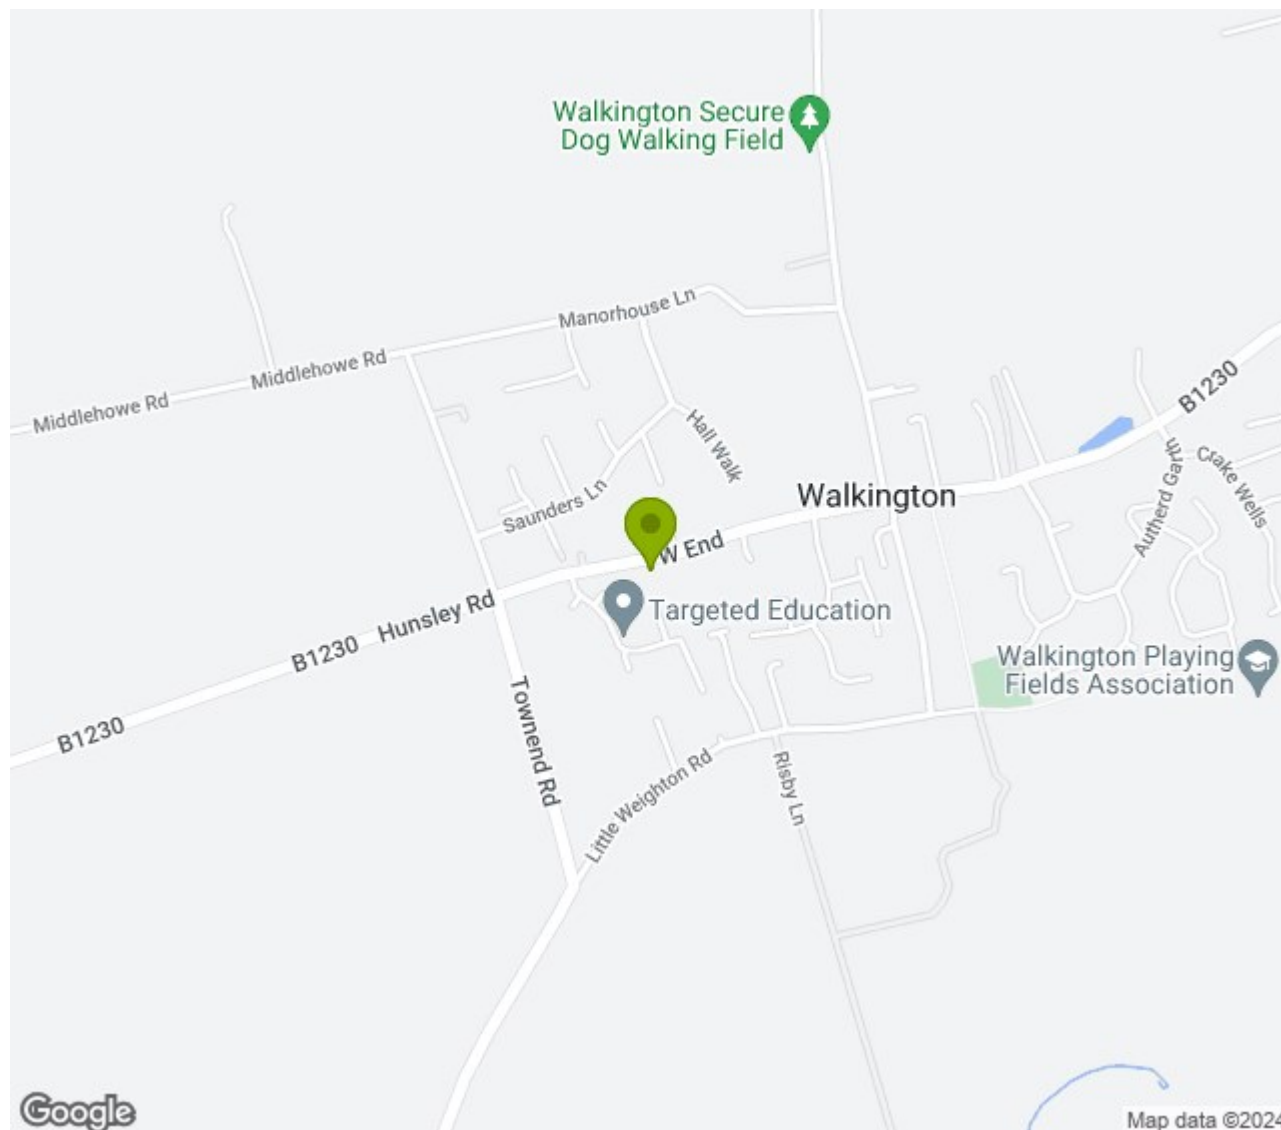 Walkington Secure
Dog Walking Field
Manorhouse Ln
Middlehowe Rd
Middlehowe Rd
B1230
Hall Walk
Crake Wells
Autherd Garth
Saunders Ln
Walkington
W End
Hunsley Rd
Targeted Education
B1230
Walkington Playing
Fields Association
B1230
Townend Rd
Risby Ln
Little Weighton Rd
Google
Map data ©2024